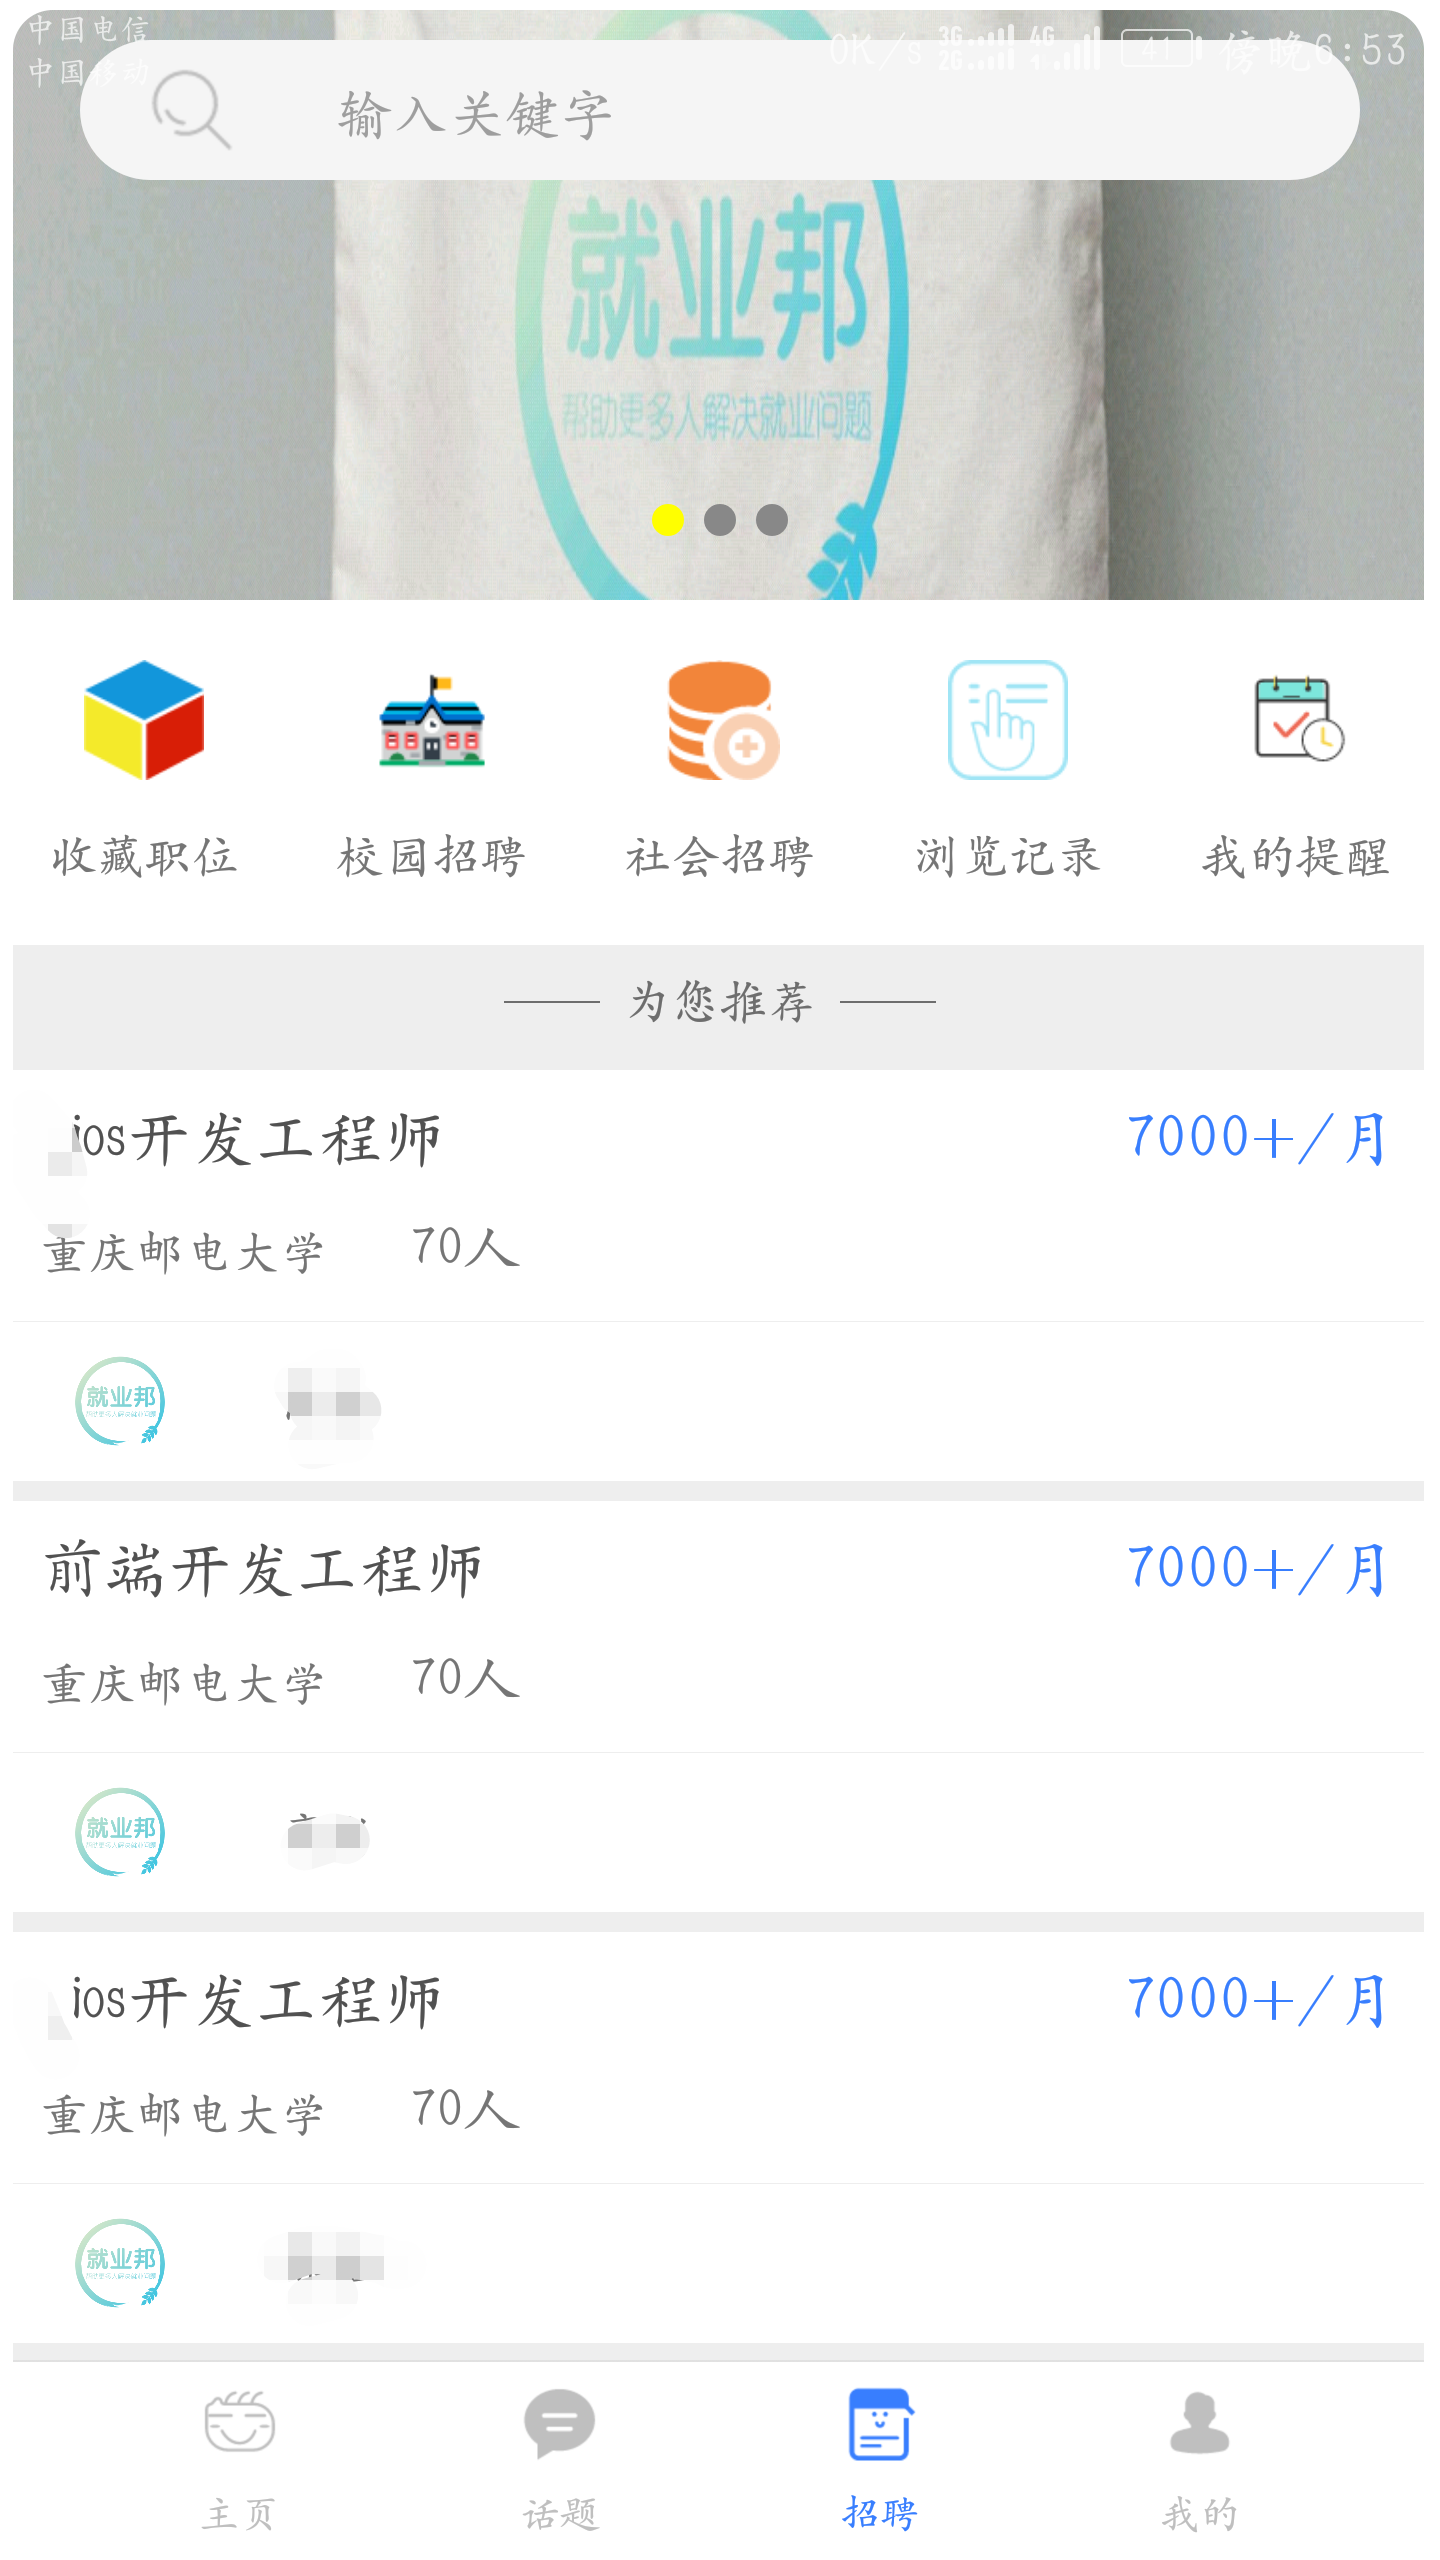 中国电信
中国移动
0K/s 3G 2G 4G 1 41 傍晚6:53
输入关键字
就业邦
帮助更多人解决就业问题
收藏职位 校园招聘 社会招聘 浏览记录 我的提醒
为您推荐
ios开发工程师 7000+/月
重庆邮电大学 70人
就业邦
前端开发工程师 7000+/月
重庆邮电大学 70人
就业邦
ios开发工程师 7000+/月
重庆邮电大学 70人
就业邦
主页 话题 招聘 我的